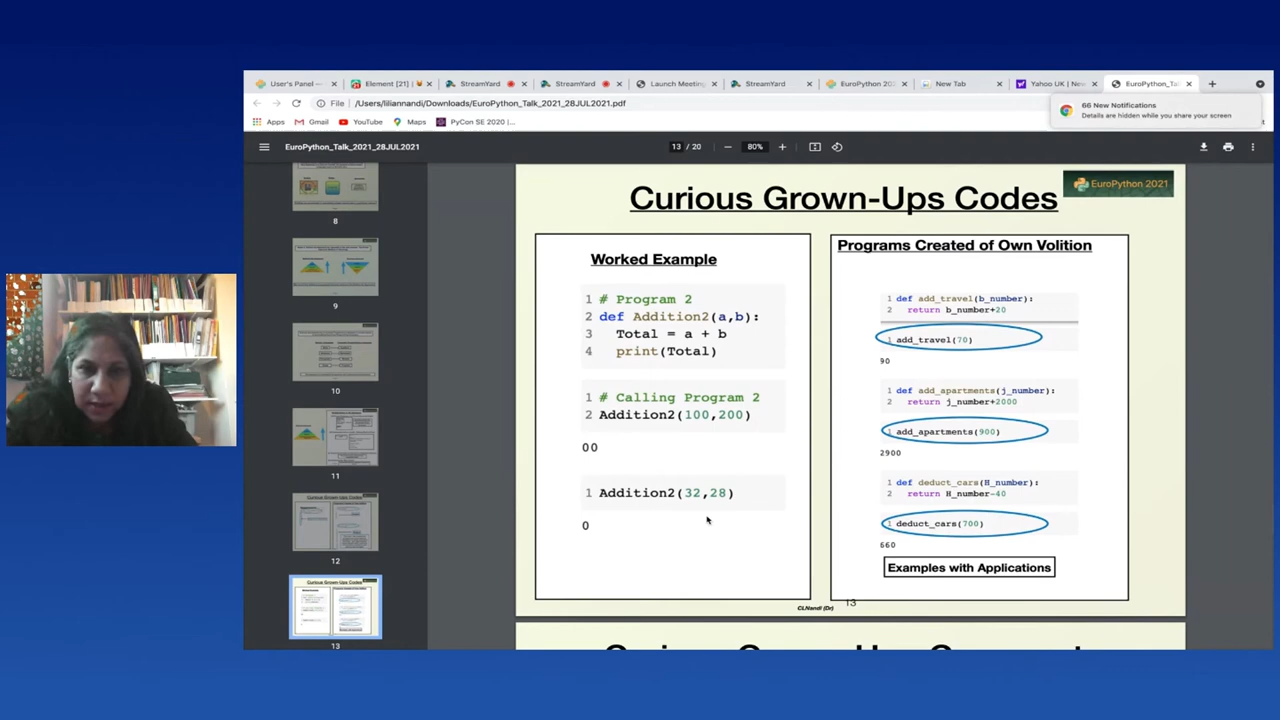 User's Panel —
Element [21] |
StreamYard
StreamYard
Launch Meeting
StreamYard
EuroPython 202
New Tab
Yahoo UK | New
EuroPython_Ta
File | /Users/liliannandi/Downloads/EuroPython_Talk_2021_28JUL2021.pdf
66 New Notifications
Details are hidden while you share your screen
Apps Gmail YouTube Maps PyCon SE 2020 |...
EuroPython_Talk_2021_28JUL2021
13 / 20
80%
8
9
10
11
12
13
Curious Grown-Ups Codes
EuroPython 2021
Worked Example
1 # Program 2
2 def Addition2(a,b):
3 Total = a + b
4 print(Total)
1 # Calling Program 2
2 Addition2(100,200)
00
1 Addition2(32,28)
0
Programs Created of Own Volition
1 def add_travel(b_number):
2 return b_number+20
1 add_travel(70)
90
1 def add_apartments(j_number):
2 return j_number+2000
1 add_apartments(900)
2900
1 def deduct_cars(H_number):
2 return H_number-40
1 deduct_cars(700)
660
Examples with Applications
CLNandi (Dr)
13